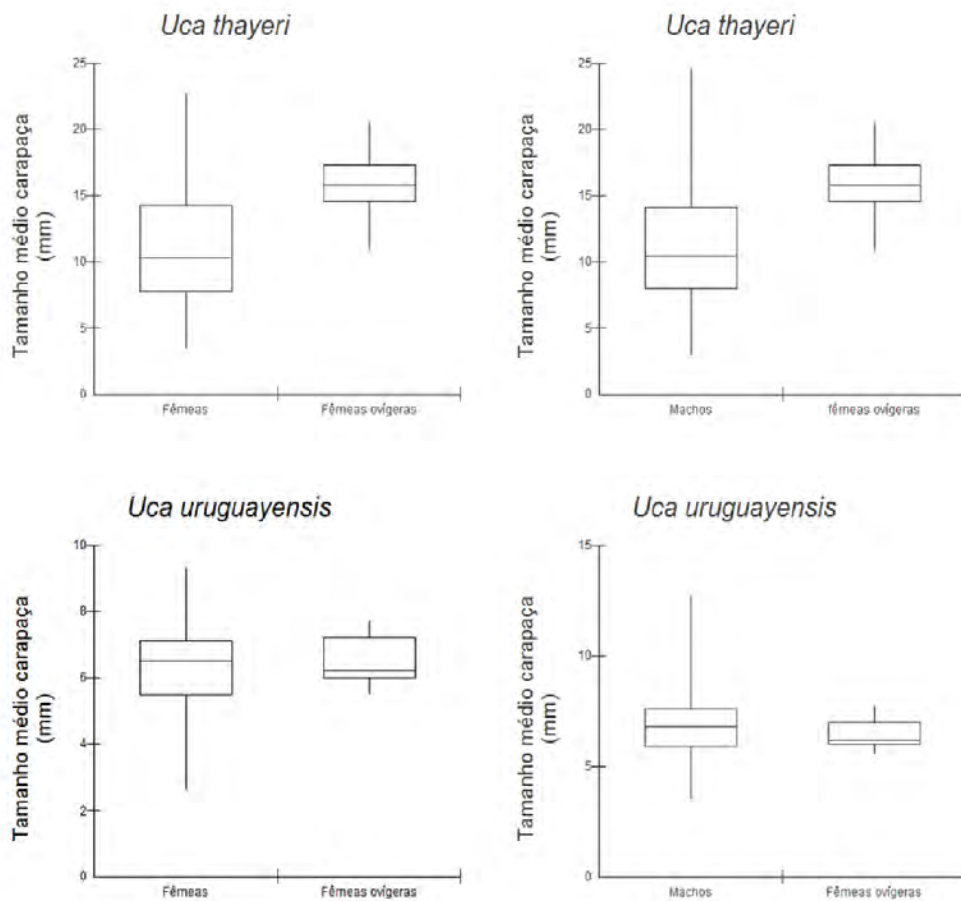 Uca thayeri
Tamanho médio carapaça
(mm)
25
20
15
10
5
0
Fêmeas
Fêmeas ovígeras
Uca thayeri
Tamanho médio carapaça
(mm)
25
20
15
10
5
0
Machos
fêmeas ovígeras
Uca uruguayensis
Tamanho médio carapaça
(mm)
10
8
6
4
2
0
Fêmeas
Fêmeas ovígeras
Uca uruguayensis
Tamanho médio carapaça
(mm)
15
10
5
0
Machos
Fêmeas ovígeras